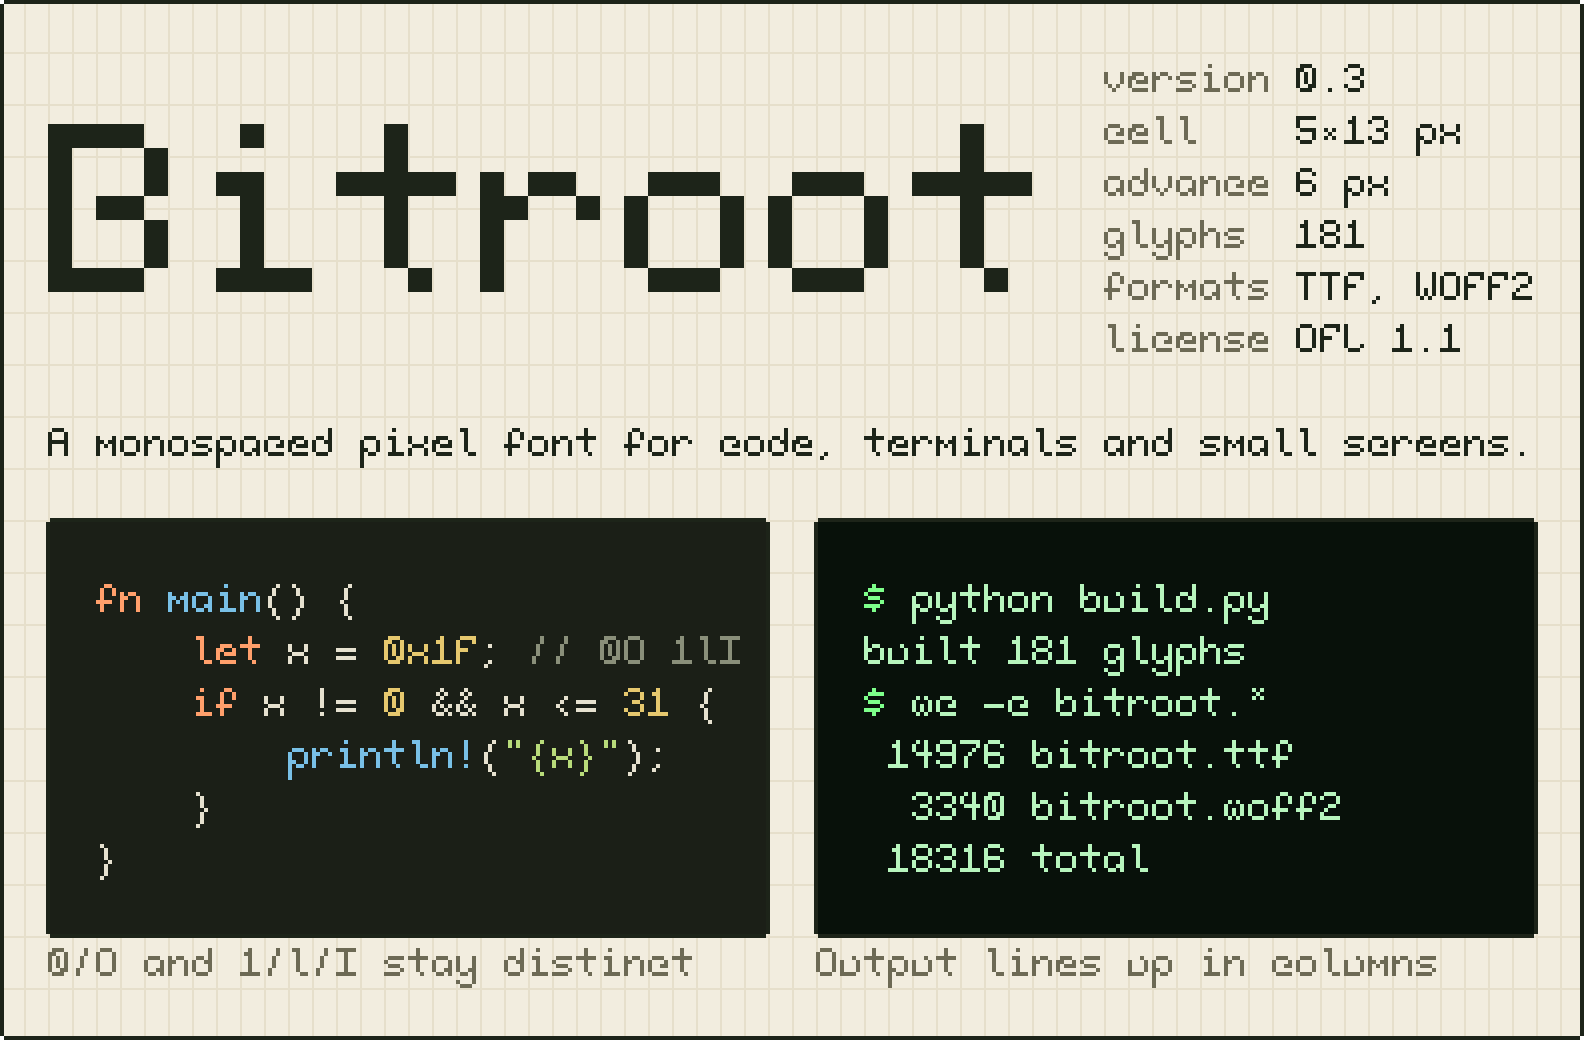 Bitroot
version 0.3
cell 5×13 px
advance 6 px
glyphs 181
formats TTF, WOFF2
license OFL 1.1
A monospaced pixel font for code, terminals and small screens.
fn main() {
    let x = 0x1F; // 0O 1lI
    if x != 0 && x <= 31 {
        println!("{x}");
    }
}
0/O and 1/l/I stay distinct
$ python build.py
built 181 glyphs
$ wc -c bitroot.*
 14976 bitroot.ttf
  3340 bitroot.woff2
 18316 total
Output lines up in columns